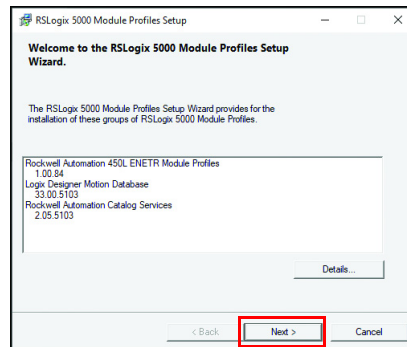 RSLogix 5000 Module Profiles Setup
Welcome to the RSLogix 5000 Module Profiles Setup
Wizard.
The RSLogix 5000 Module Profiles Setup Wizard provides for the
installation of these groups of RSLogix 5000 Module Profiles.
Rockwell Automation 450L ENETR Module Profiles
1.00.84
Logix Designer Motion Database
33.00.5103
Rockwell Automation Catalog Services
2.05.5103
Details...
< Back
Next >
Cancel